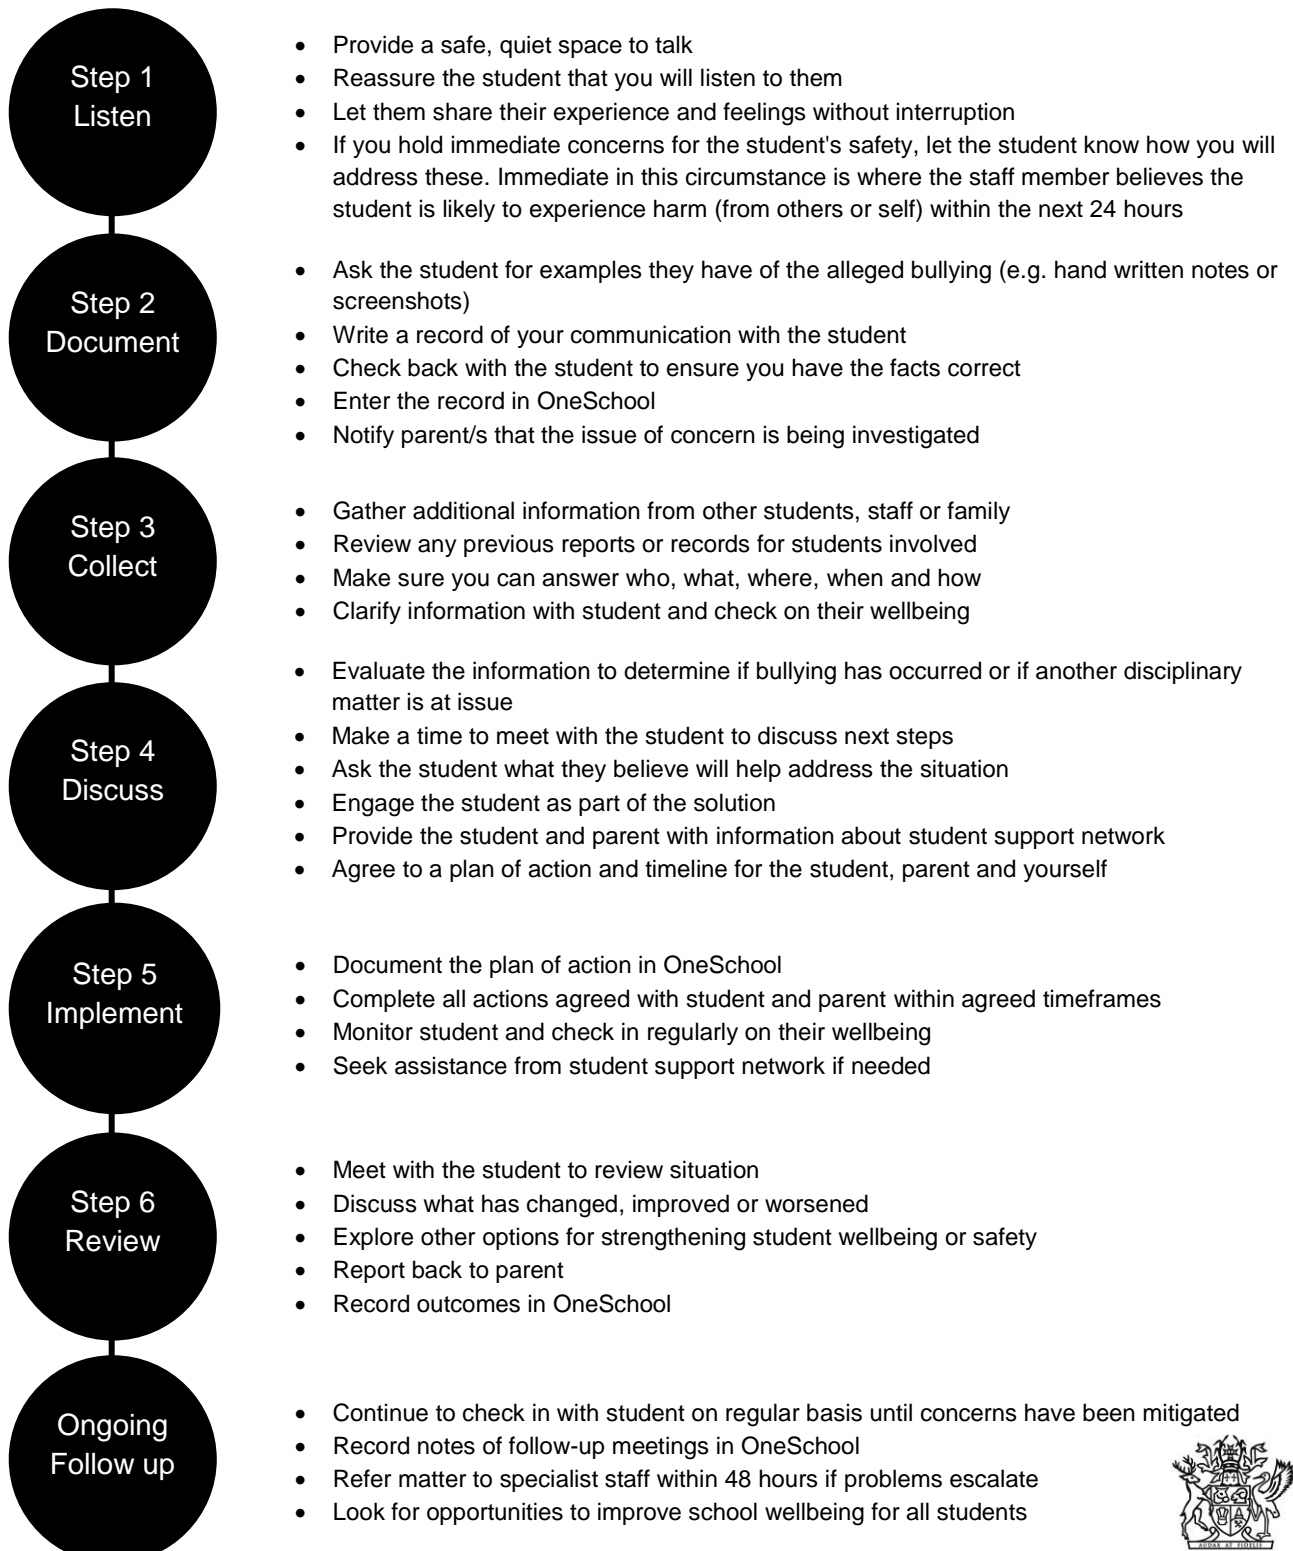 Step 1
Listen
• Provide a safe, quiet space to talk
• Reassure the student that you will listen to them
• Let them share their experience and feelings without interruption
• If you hold immediate concerns for the student's safety, let the student know how you will
address these. Immediate in this circumstance is where the staff member believes the
student is likely to experience harm (from others or self) within the next 24 hours
Step 2
Document
• Ask the student for examples they have of the alleged bullying (e.g. hand written notes or
screenshots)
• Write a record of your communication with the student
• Check back with the student to ensure you have the facts correct
• Enter the record in OneSchool
• Notify parent/s that the issue of concern is being investigated
Step 3
Collect
• Gather additional information from other students, staff or family
• Review any previous reports or records for students involved
• Make sure you can answer who, what, where, when and how
• Clarify information with student and check on their wellbeing
Step 4
Discuss
• Evaluate the information to determine if bullying has occurred or if another disciplinary
matter is at issue
• Make a time to meet with the student to discuss next steps
• Ask the student what they believe will help address the situation
• Engage the student as part of the solution
• Provide the student and parent with information about student support network
• Agree to a plan of action and timeline for the student, parent and yourself
Step 5
Implement
• Document the plan of action in OneSchool
• Complete all actions agreed with student and parent within agreed timeframes
• Monitor student and check in regularly on their wellbeing
• Seek assistance from student support network if needed
Step 6
Review
• Meet with the student to review situation
• Discuss what has changed, improved or worsened
• Explore other options for strengthening student wellbeing or safety
• Report back to parent
• Record outcomes in OneSchool
Ongoing
Follow up
• Continue to check in with student on regular basis until concerns have been mitigated
• Record notes of follow-up meetings in OneSchool
• Refer matter to specialist staff within 48 hours if problems escalate
• Look for opportunities to improve school wellbeing for all students
AUDAX AT FIDELIS